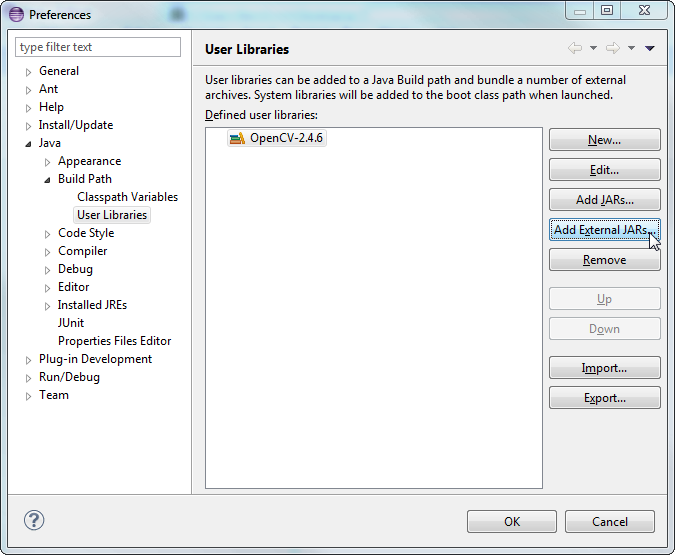 Preferences
type filter text
General
Ant
Help
Install/Update
Java
Appearance
Build Path
Classpath Variables
User Libraries
Code Style
Compiler
Debug
Editor
Installed JREs
JUnit
Properties Files Editor
Plug-in Development
Run/Debug
Team
User Libraries
User libraries can be added to a Java Build path and bundle a number of external
archives. System libraries will be added to the boot class path when launched.
Defined user libraries:
OpenCV-2.4.6
New...
Edit...
Add JARs...
Add External JARs...
Remove
Up
Down
Import...
Export...
?
OK
Cancel